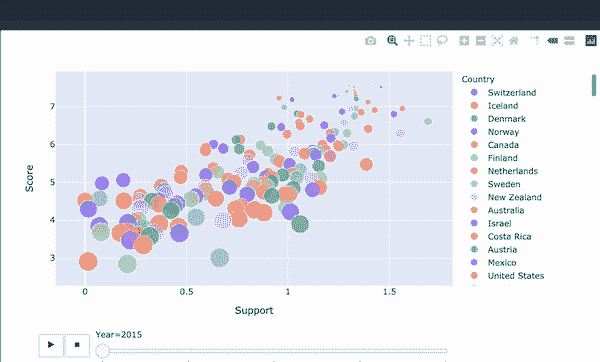 Country
Switzerland
Iceland
Denmark
Norway
Canada
Finland
Netherlands
Sweden
New Zealand
Australia
Israel
Costa Rica
Austria
Mexico
United States
7
6
5
4
3
Score
0
0.5
1
1.5
Support
Year=2015